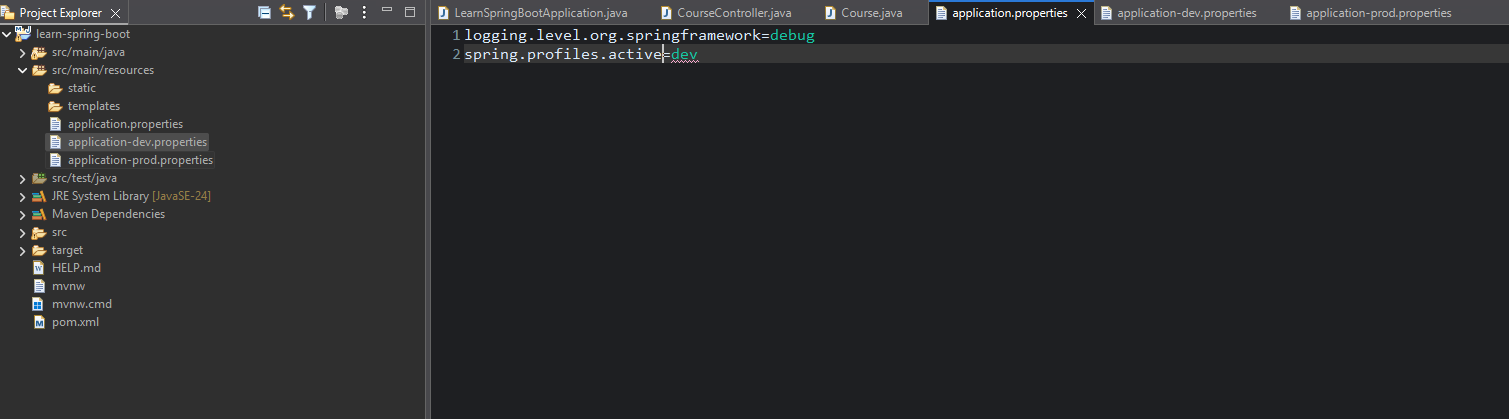 Project Explorer
learn-spring-boot
src/main/java
src/main/resources
static
templates
application.properties
application-dev.properties
application-prod.properties
src/test/java
JRE System Library [JavaSE-24]
Maven Dependencies
src
target
HELP.md
mvnw
mvnw.cmd
pom.xml
LearnSpringBootApplication.java
CourseController.java
Course.java
application.properties
application-dev.properties
application-prod.properties
1 logging.level.org.springframework=debug
2 spring.profiles.active=dev